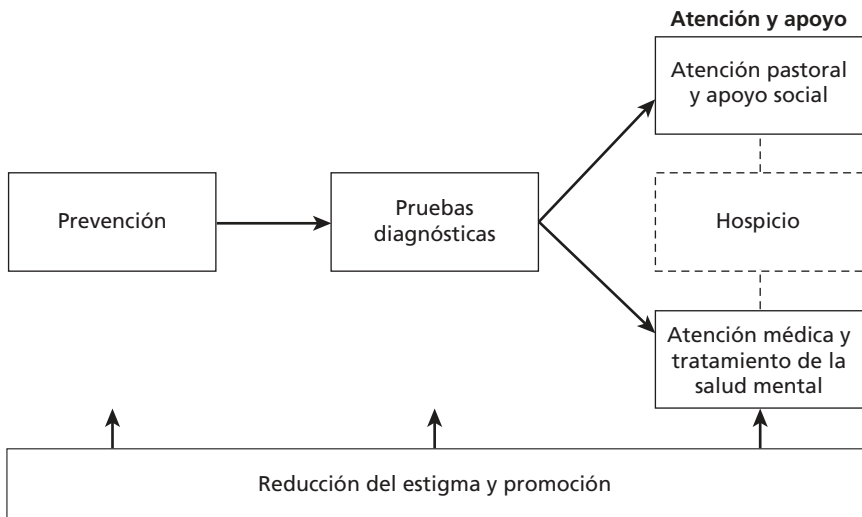 Atención y apoyo
Atención pastoral
y apoyo social
Prevención
Pruebas
diagnósticas
Hospicio
Atención médica y
tratamiento de la
salud mental
Reducción del estigma y promoción